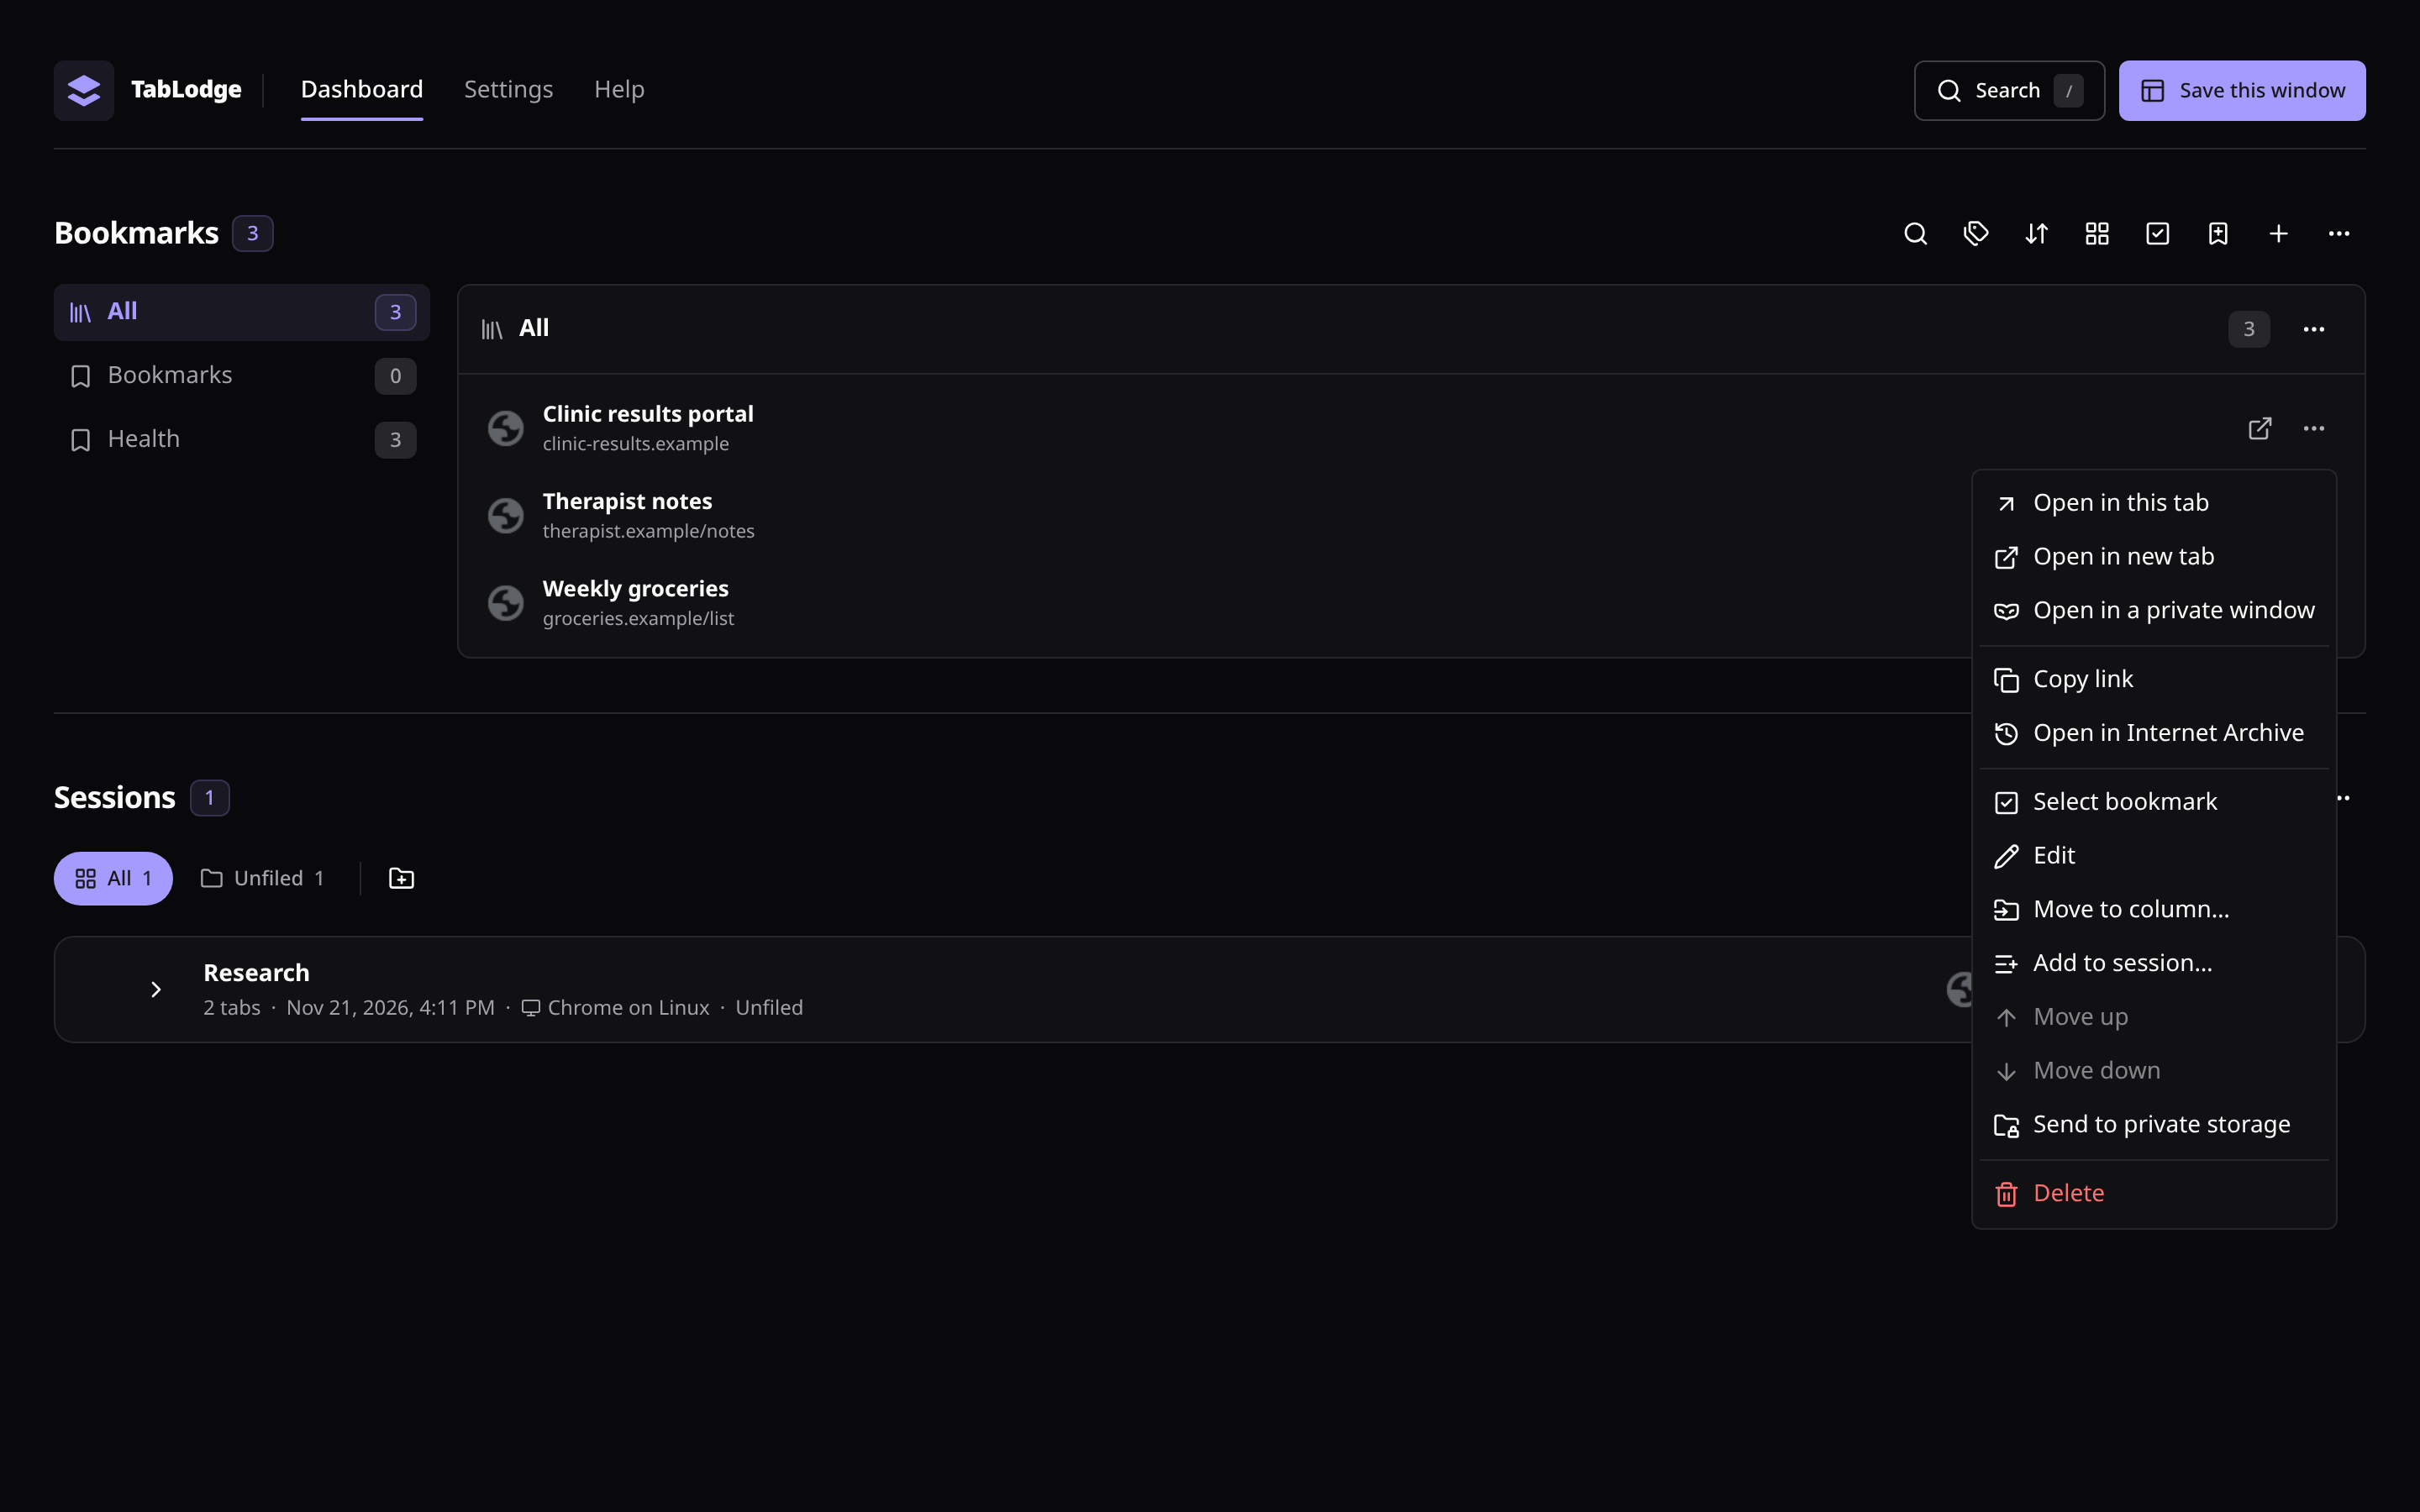 TabLodge
Dashboard
Settings
Help
Search /
Save this window
Bookmarks 3
All 3
Bookmarks 0
Health 3
All 3
Clinic results portal
clinic-results.example
Therapist notes
therapist.example/notes
Weekly groceries
groceries.example/list
Open in this tab
Open in new tab
Open in a private window
Copy link
Open in Internet Archive
Select bookmark
Edit
Move to column...
Add to session...
Move up
Move down
Send to private storage
Delete
Sessions 1
All 1
Unfiled 1
Research
2 tabs · Nov 21, 2026, 4:11 PM · Chrome on Linux · Unfiled